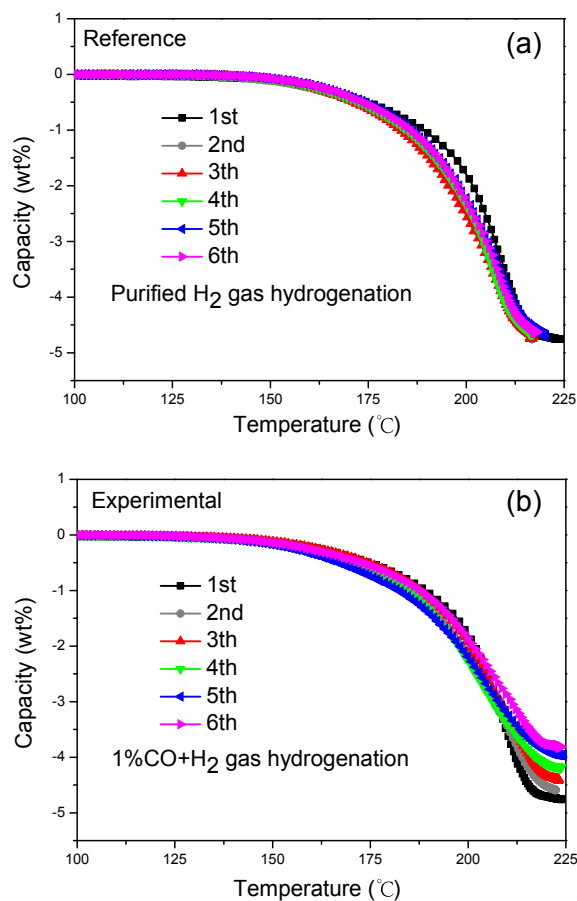 Reference
(a)
1
0
-1
-2
-3
-4
-5
Capacity (wt%)
1st
2nd
3th
4th
5th
6th
Purified H2 gas hydrogenation
100 125 150 175 200 225
Temperature (℃)
Experimental
(b)
1
0
-1
-2
-3
-4
-5
Capacity (wt%)
1st
2nd
3th
4th
5th
6th
1%CO+H2 gas hydrogenation
100 125 150 175 200 225
Temperature (℃)